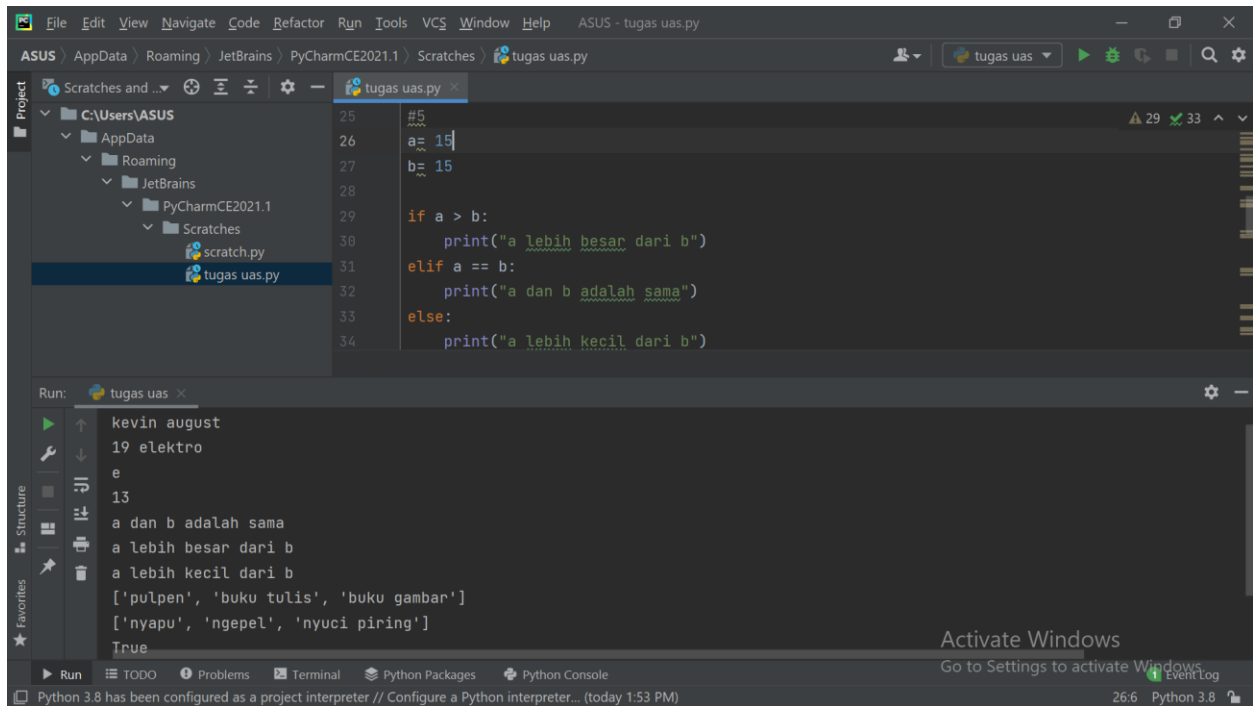 PC File Edit View Navigate Code Refactor Run Tools VCS Window Help ASUS - tugas uas.py
ASUS AppData Roaming JetBrains PyCharmCE2021.1 Scratches tugas uas.py tugas uas
Project
Scratches and ... tugas uas.py
C:\Users\ASUS
AppData
Roaming
JetBrains
PyCharmCE2021.1
Scratches
scratch.py
tugas uas.py
25 #5
26 a= 15
27 b= 15
28
29 if a > b:
30 print("a lebih besar dari b")
31 elif a == b:
32 print("a dan b adalah sama")
33 else:
34 print("a lebih kecil dari b")
29 33
Run: tugas uas
kevin august
19 elektro
e
13
a dan b adalah sama
a lebih besar dari b
a lebih kecil dari b
['pulpen', 'buku tulis', 'buku gambar']
['nyapu', 'ngepel', 'nyuci piring']
True
Structure
Favorites
Activate Windows
Go to Settings to activate Windows.
Run TODO Problems Terminal Python Packages Python Console 1 Event Log
Python 3.8 has been configured as a project interpreter // Configure a Python interpreter... (today 1:53 PM) 26:6 Python 3.8